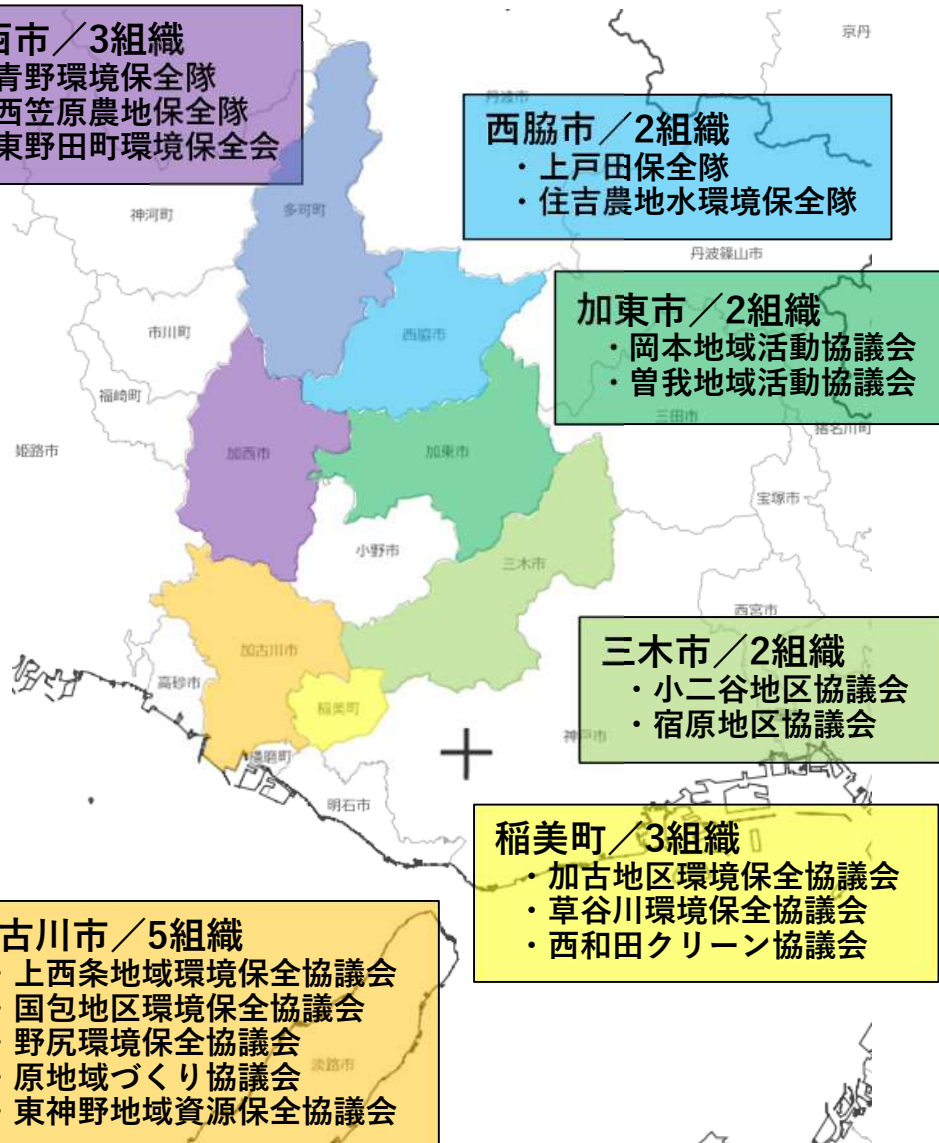 西市／3組織
青野環境保全隊
西笠原農地保全隊
東野田町環境保全会
京丹
丹波市
西脇市／2組織
・上戸田保全隊
・住吉農地水環境保全隊
神河町
多可町
丹波篠山市
加東市／2組織
・岡本地域活動協議会
・曽我地域活動協議会
市川町
西脇市
福崎町
三田市
猪名川町
姫路市
加西市
加東市
宝塚市
小野市
三木市
西宮市
三木市／2組織
・小二谷地区協議会
・宿原地区協議会
加古川市
高砂市
稲美町
神戸市
播磨町
明石市
稲美町／3組織
・加古地区環境保全協議会
・草谷川環境保全協議会
・西和田クリーン協議会
古川市／5組織
・上西条地域環境保全協議会
・国包地区環境保全協議会
・野尻環境保全協議会
・原地域づくり協議会
・東神野地域資源保全協議会
淡路市